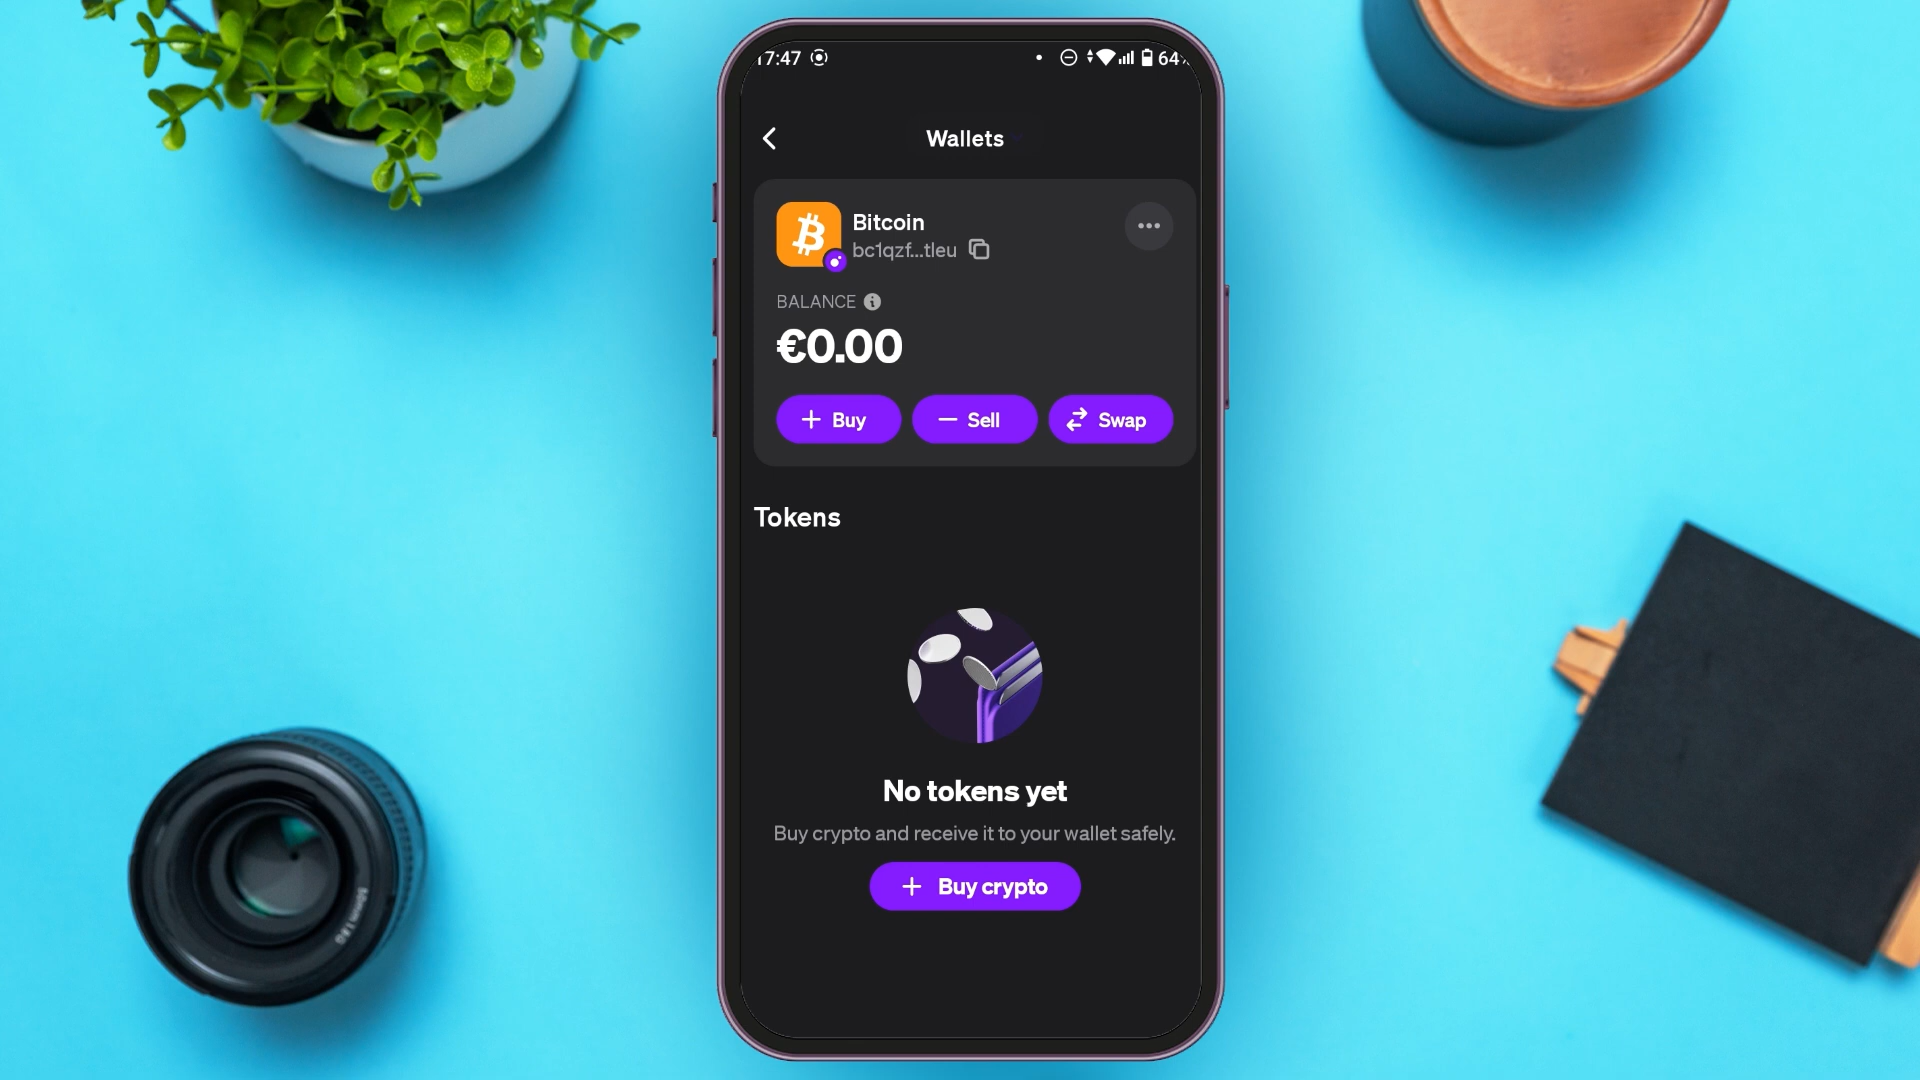 17:47
64
Wallets
Bitcoin
bc1qzf...tleu
BALANCE
€0.00
+ Buy
− Sell
Swap
Tokens
No tokens yet
Buy crypto and receive it to your wallet safely.
+ Buy crypto